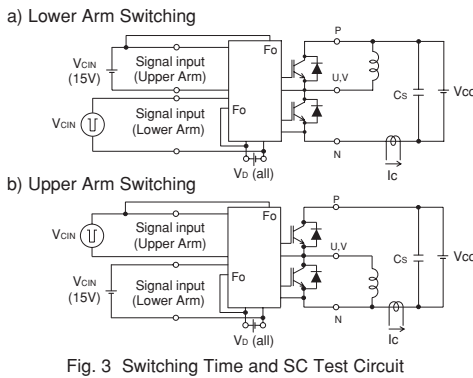 a) Lower Arm Switching
P
Fo
VCIN
(15V)
Signal input
(Upper Arm)
U,V
CS
Vcc
Signal input
(Lower Arm)
Fo
VCIN
N
Ic
VD (all)
b) Upper Arm Switching
P
Fo
VCIN
Signal input
(Upper Arm)
U,V
CS
Vcc
VCIN
(15V)
Signal input
(Lower Arm)
Fo
N
Ic
VD (all)
Fig. 3 Switching Time and SC Test Circuit